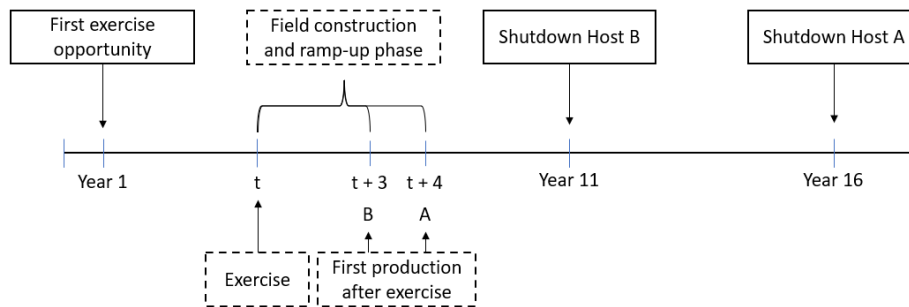 First exercise
opportunity
Field construction
and ramp-up phase
Shutdown Host B
Shutdown Host A
Year 1
t
t + 3
t + 4
Year 11
Year 16
B
A
Exercise
First production
after exercise